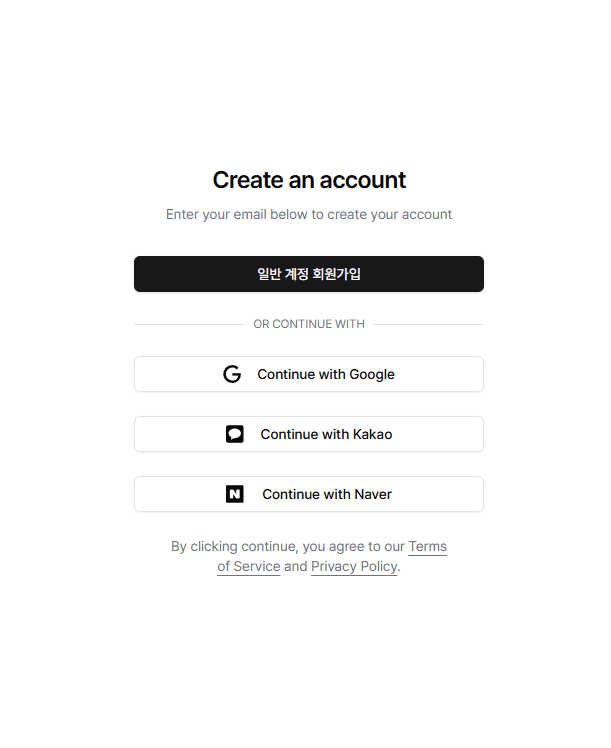 Create an account
Enter your email below to create your account
일반 계정 회원가입
OR CONTINUE WITH
Continue with Google
Continue with Kakao
Continue with Naver
By clicking continue, you agree to our Terms
of Service and Privacy Policy.